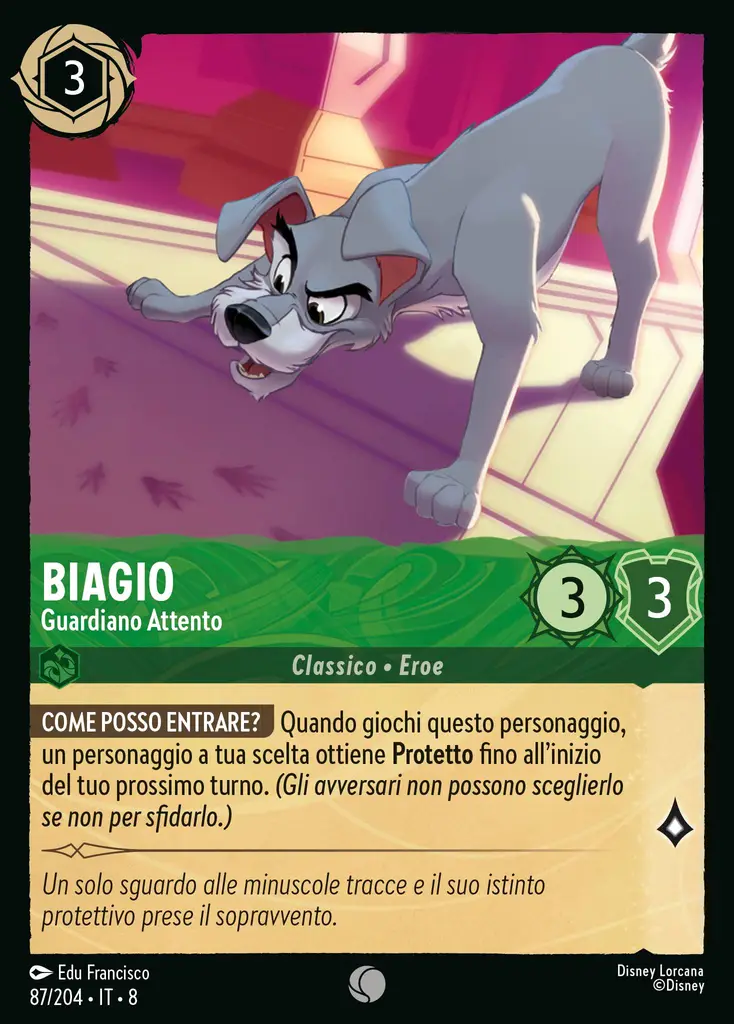 3
BIAGIO
Guardiano Attento
3
3
Classico • Eroe
COME POSSO ENTRARE? Quando giochi questo personaggio,
un personaggio a tua scelta ottiene Protetto fino all'inizio
del tuo prossimo turno. (Gli avversari non possono sceglierlo
se non per sfidarlo.)
Un solo sguardo alle minuscole tracce e il suo istinto
protettivo prese il sopravvento.
Edu Francisco
87/204 • IT • 8
Disney Lorcana
©Disney